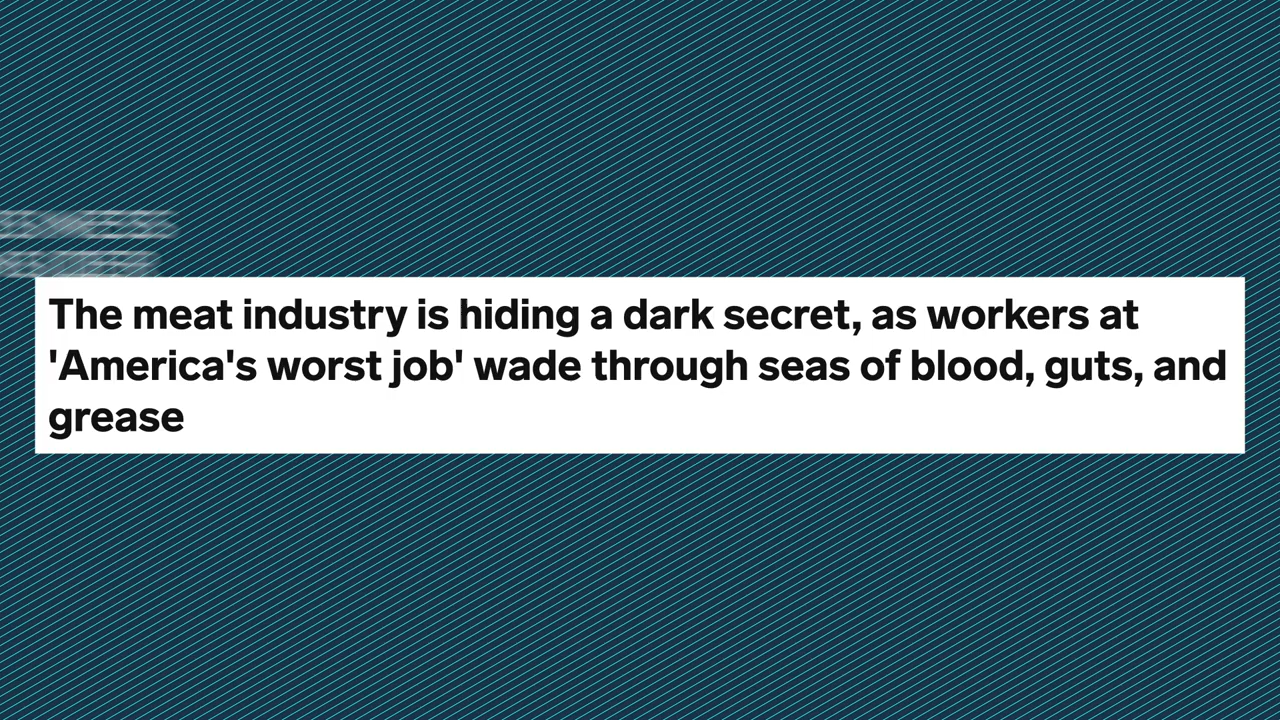 The meat industry is hiding a dark secret, as workers at
'America's worst job' wade through seas of blood, guts, and
grease